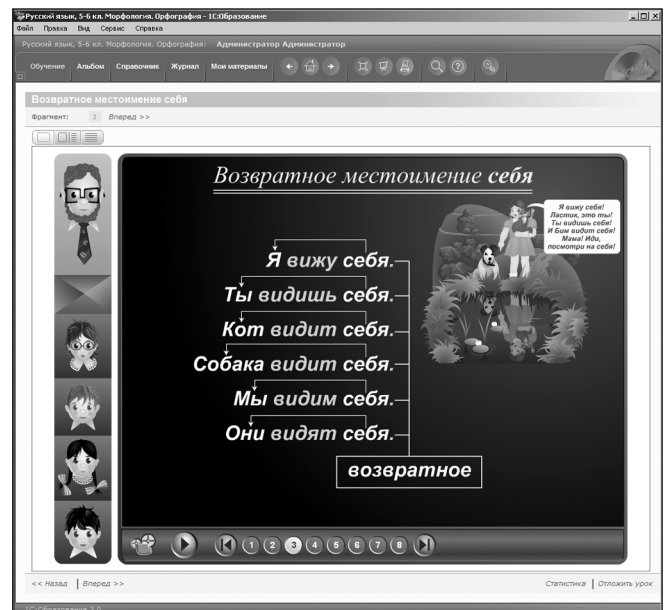 Русский язык, 5-6 кл. Морфология. Орфография - 1С:Образование
Файл Правка Вид Сервис Справка
Русский язык, 5-6 кл. Морфология. Орфография: Администратор Администратор
Обучение Альбом Справочник Журнал Мои материалы
Возвратное местоимение себя
Фрагмент: 1 Вперед >>
Возвратное местоимение себя
Я вижу себя!
Ластик, это ты!
Ты видишь себя!
И Бим видит себя!
Мама! Иди,
посмотри на себя!
Я вижу себя.
Ты видишь себя.
Кот видит себя.
Собака видит себя.
Мы видим себя.
Они видят себя.
возвратное
1 2 3 4 5 6 7 8
<< Назад Вперед >> Статистика Отложить урок
1С:Образование 3.0